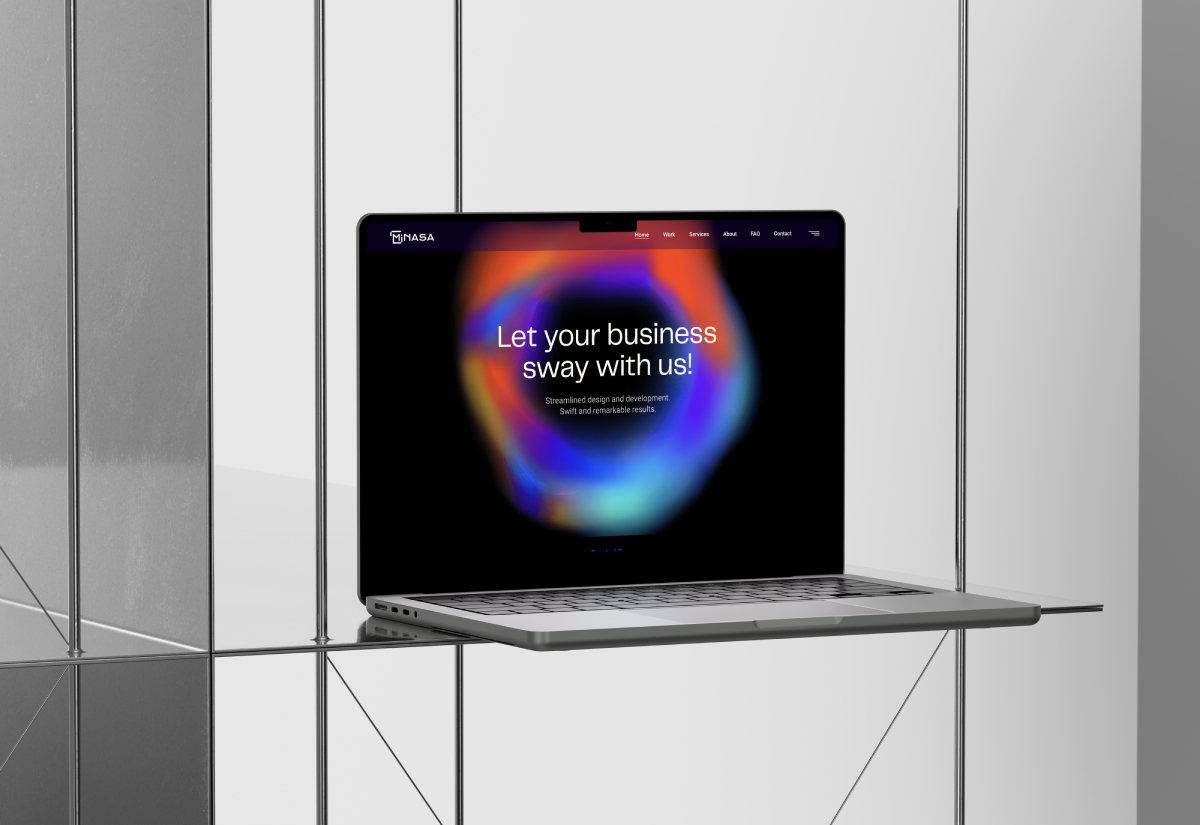 MiNASA
Home Work Services About FAQ Contact
Let your business
sway with us!
Streamlined design and development.
Swift and remarkable results.